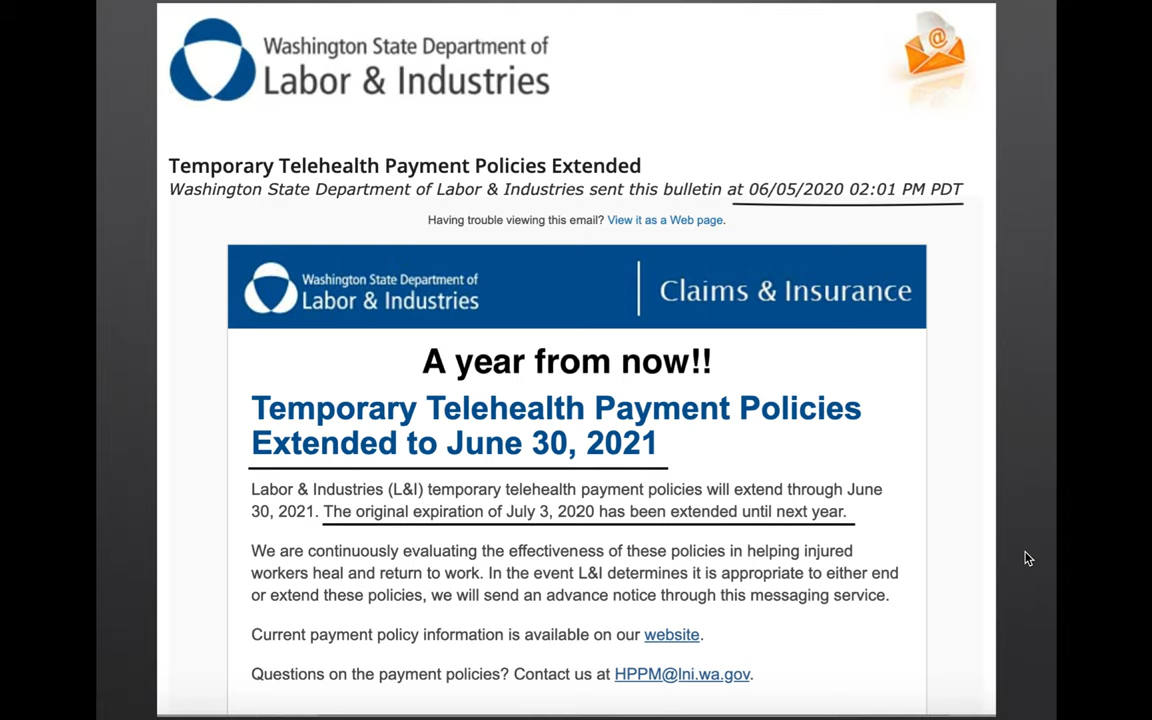 Washington State Department of
Labor & Industries
@
Temporary Telehealth Payment Policies Extended
Washington State Department of Labor & Industries sent this bulletin at 06/05/2020 02:01 PM PDT
Having trouble viewing this email? View it as a Web page.
Washington State Department of
Labor & Industries
Claims & Insurance
A year from now!!
Temporary Telehealth Payment Policies
Extended to June 30, 2021
Labor & Industries (L&I) temporary telehealth payment policies will extend through June
30, 2021. The original expiration of July 3, 2020 has been extended until next year.
We are continuously evaluating the effectiveness of these policies in helping injured
workers heal and return to work. In the event L&I determines it is appropriate to either end
or extend these policies, we will send an advance notice through this messaging service.
Current payment policy information is available on our website.
Questions on the payment policies? Contact us at HPPM@lni.wa.gov.